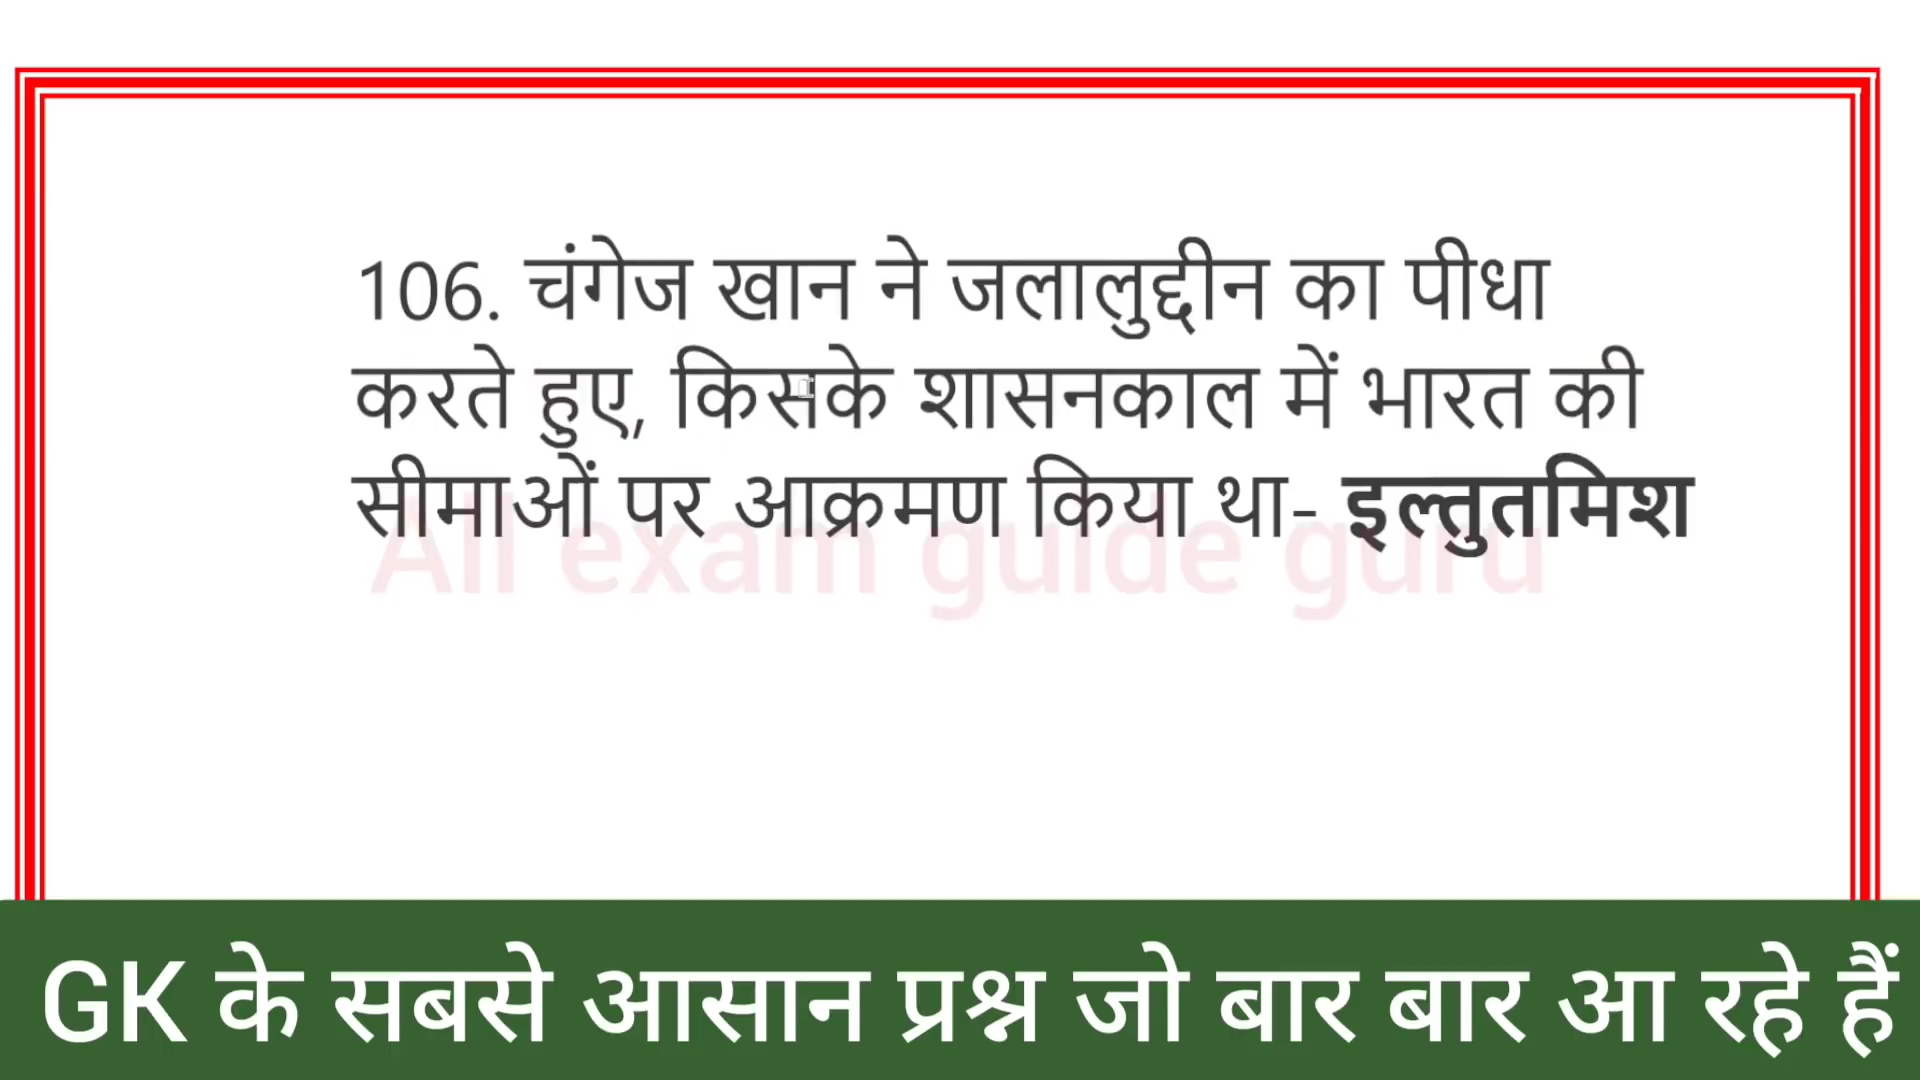 106. चंगेज खान ने जलालुद्दीन का पीधा
करते हुए, किसके शासनकाल में भारत की
सीमाओं पर आक्रमण किया था- इल्तुतमिश
All exam guide guru
GK के सबसे आसान प्रश्न जो बार बार आ रहे हैं